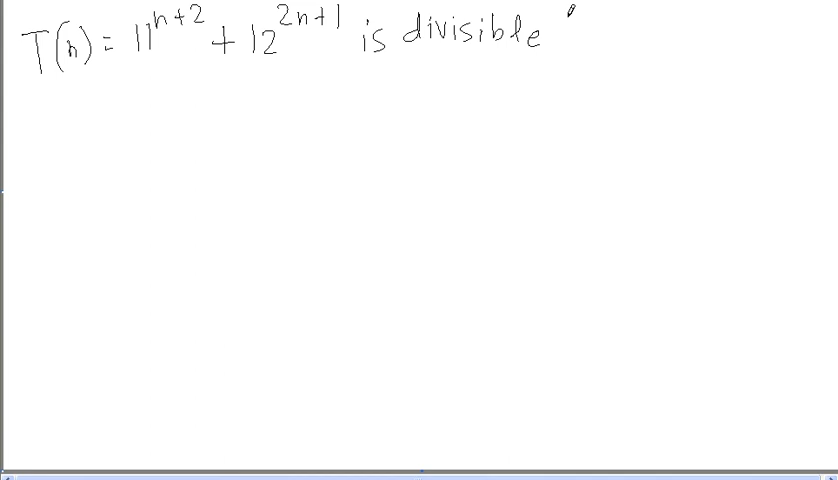 T(n) = 11^{n+2} + 12^{2n+1} is divisible